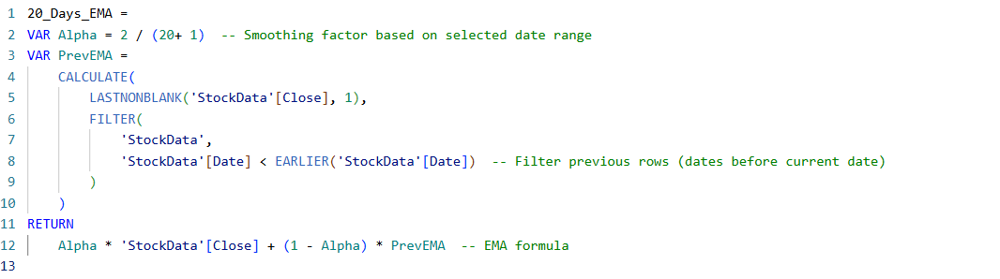 1 20_Days_EMA =
2 VAR Alpha = 2 / (20+ 1)  -- Smoothing factor based on selected date range
3 VAR PrevEMA =
4     CALCULATE(
5         LASTNONBLANK('StockData'[Close], 1),
6         FILTER(
7             'StockData',
8             'StockData'[Date] < EARLIER('StockData'[Date])  -- Filter previous rows (dates before current date)
9         )
10     )
11 RETURN
12     Alpha * 'StockData'[Close] + (1 - Alpha) * PrevEMA  -- EMA formula
13